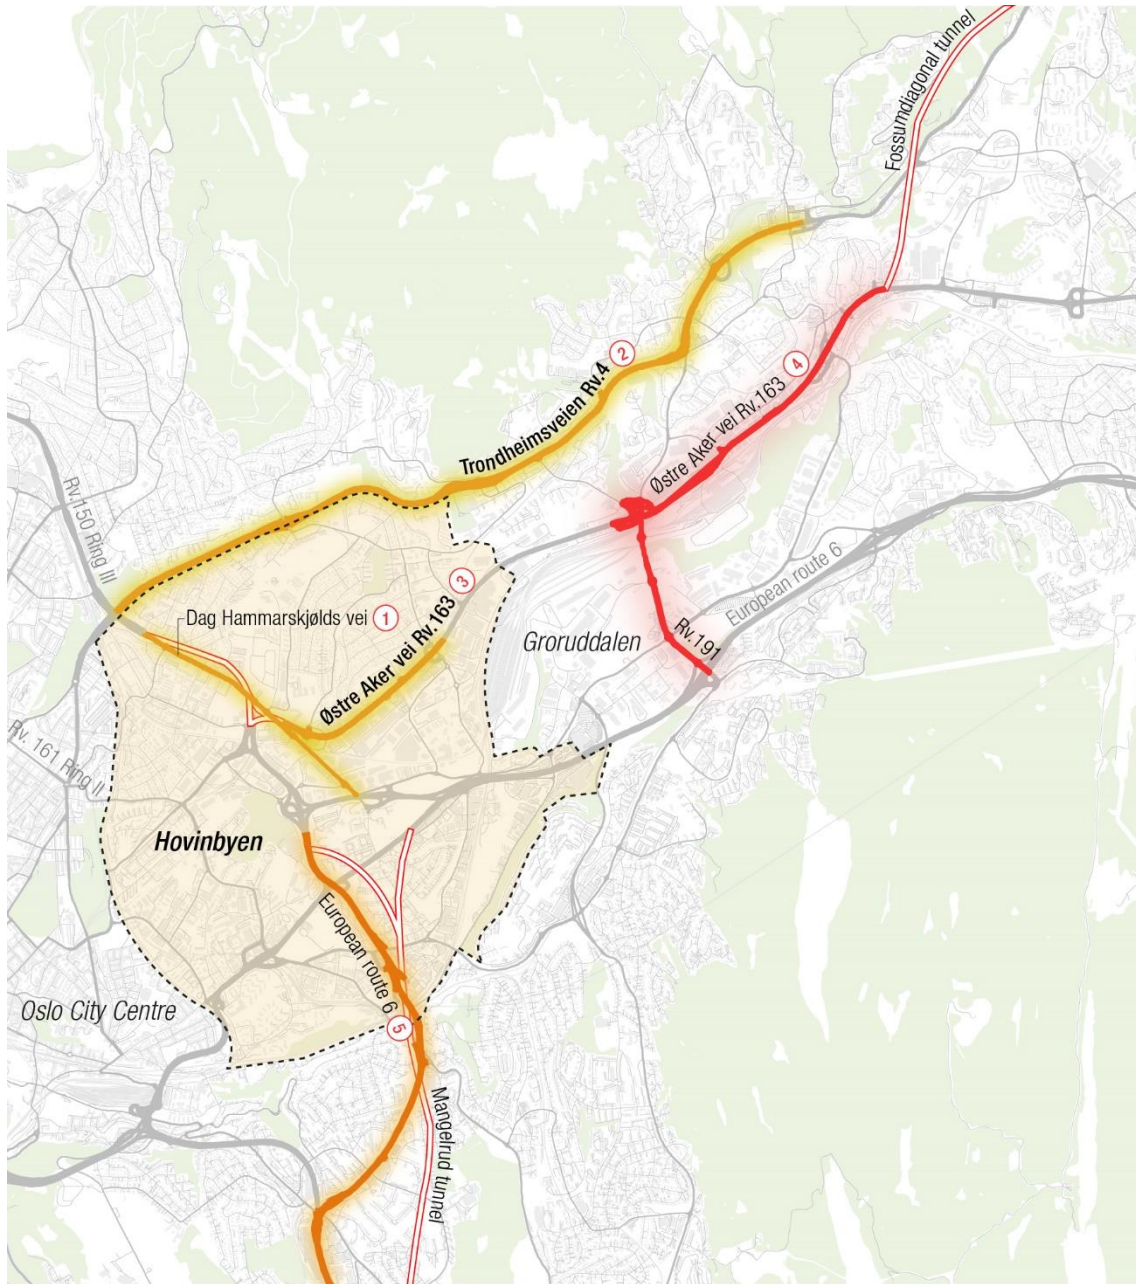 Fossumdiagonal tunnel
Trondheimsveien Rv.4 2
Østre Aker vei Rv.163 4
Rv.150 Ring III
European route 6
Dag Hammarskjølds vei 1
Østre Aker vei Rv.163 3
Groruddalen
Rv.191
Rv. 161 Ring II
Hovinbyen
European route 6 5
Oslo City Centre
Mangelrud tunnel